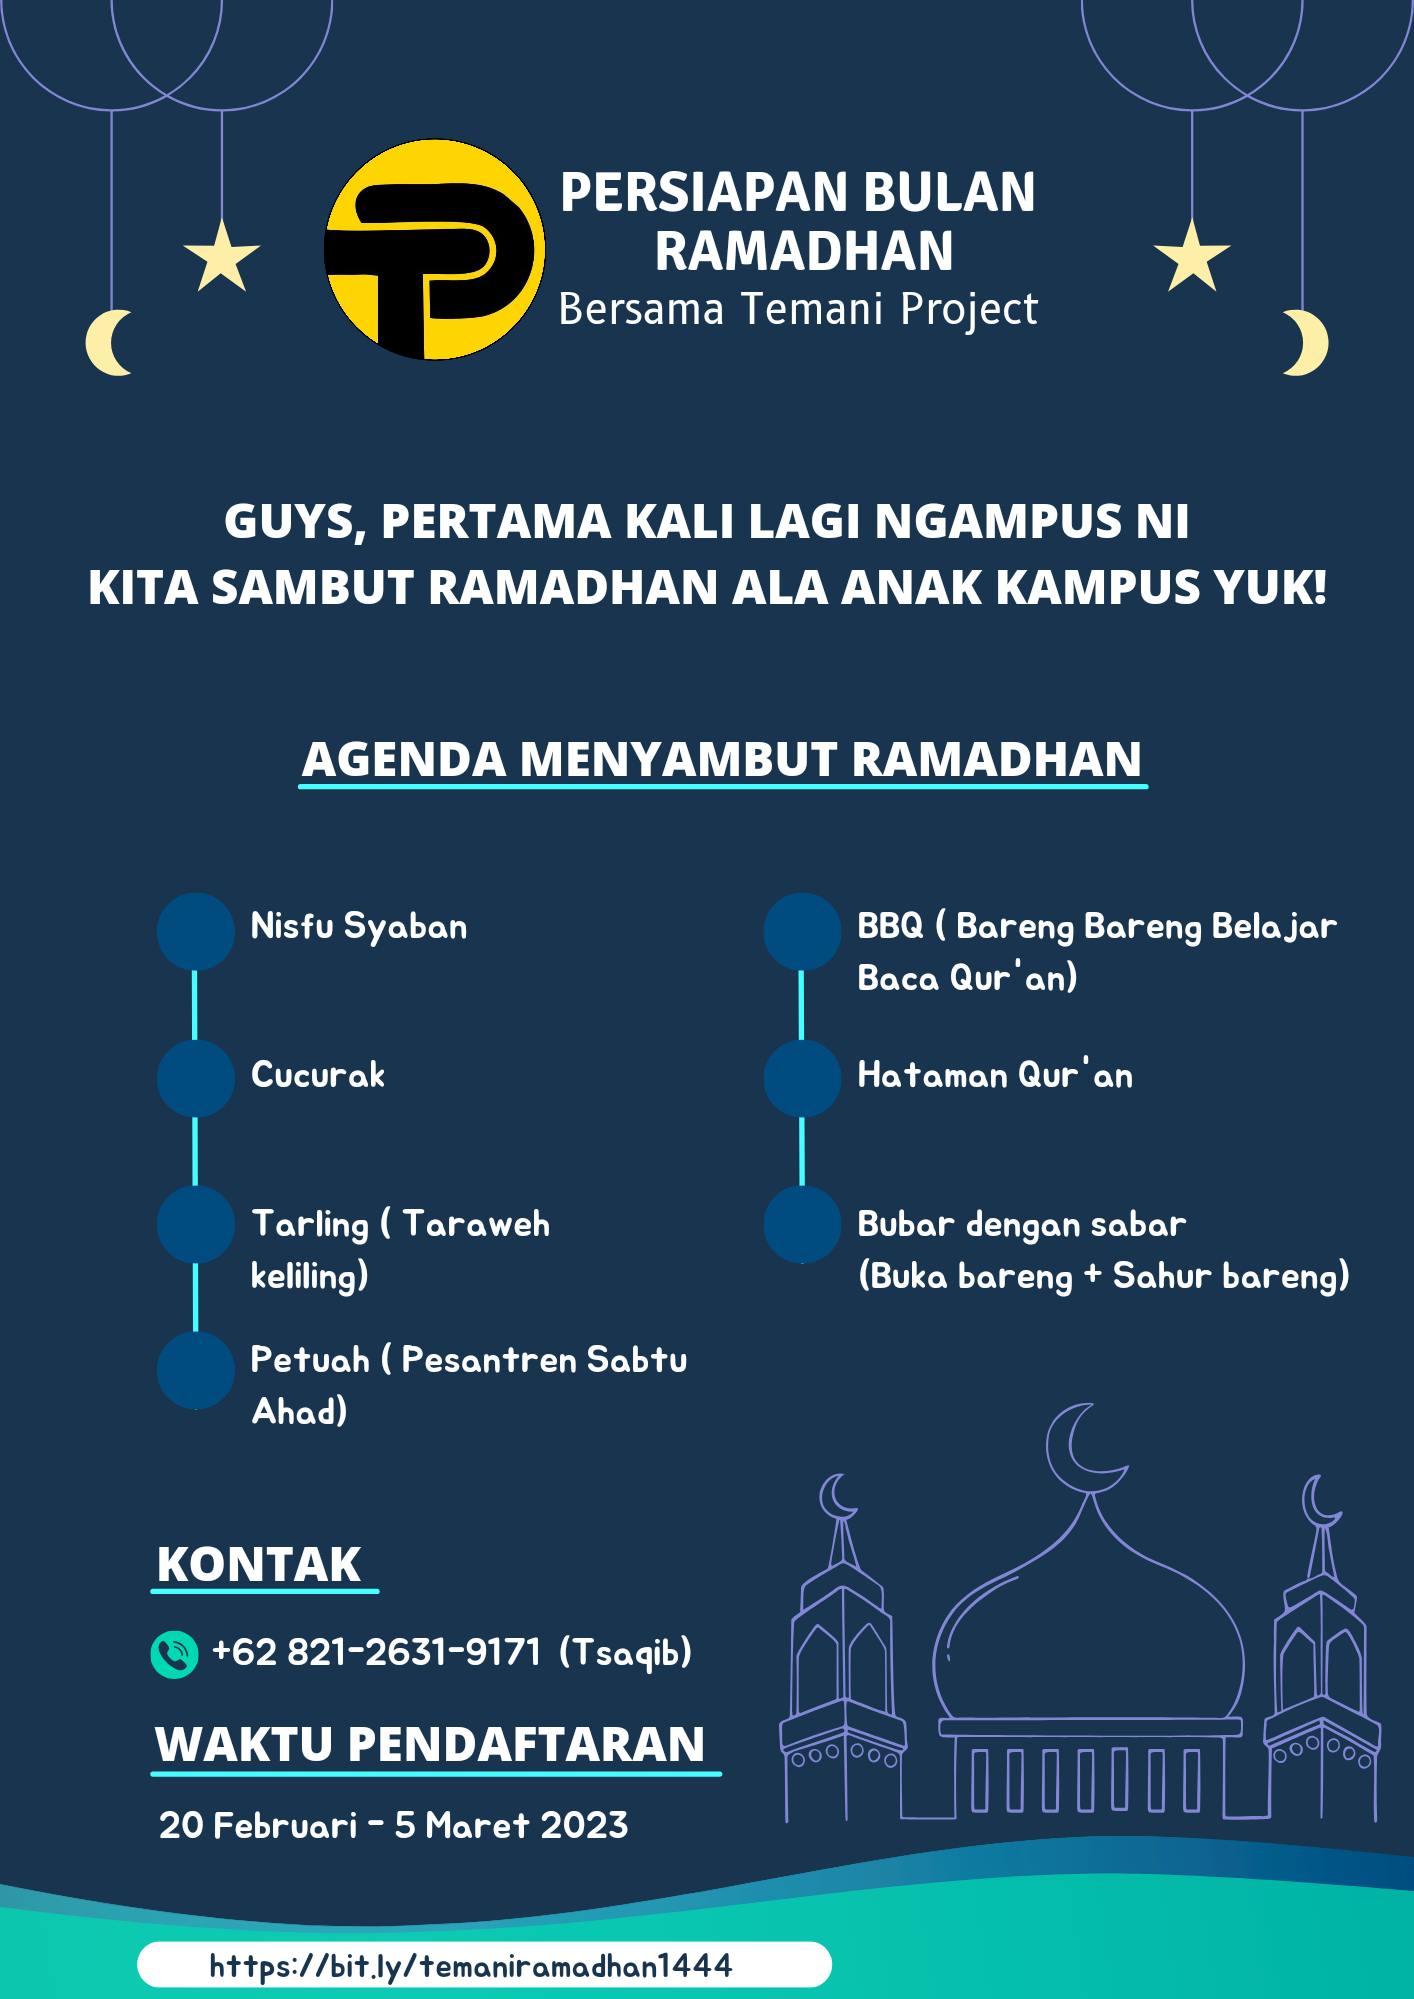 PERSIAPAN BULAN
RAMADHAN
Bersama Temani Project
GUYS, PERTAMA KALI LAGI NGAMPUS NI
KITA SAMBUT RAMADHAN ALA ANAK KAMPUS YUK!
AGENDA MENYAMBUT RAMADHAN
Nisfu Syaban
Cucurak
Tarling ( Taraweh
keliling)
Petuah ( Pesantren Sabtu
Ahad)
BBQ ( Bareng Bareng Belajar
Baca Qur'an)
Hataman Qur'an
Bubar dengan sabar
(Buka bareng + Sahur bareng)
KONTAK
+62 821-2631-9171 (Tsaqib)
WAKTU PENDAFTARAN
20 Februari - 5 Maret 2023
https://bit.ly/temaniramadhan1444